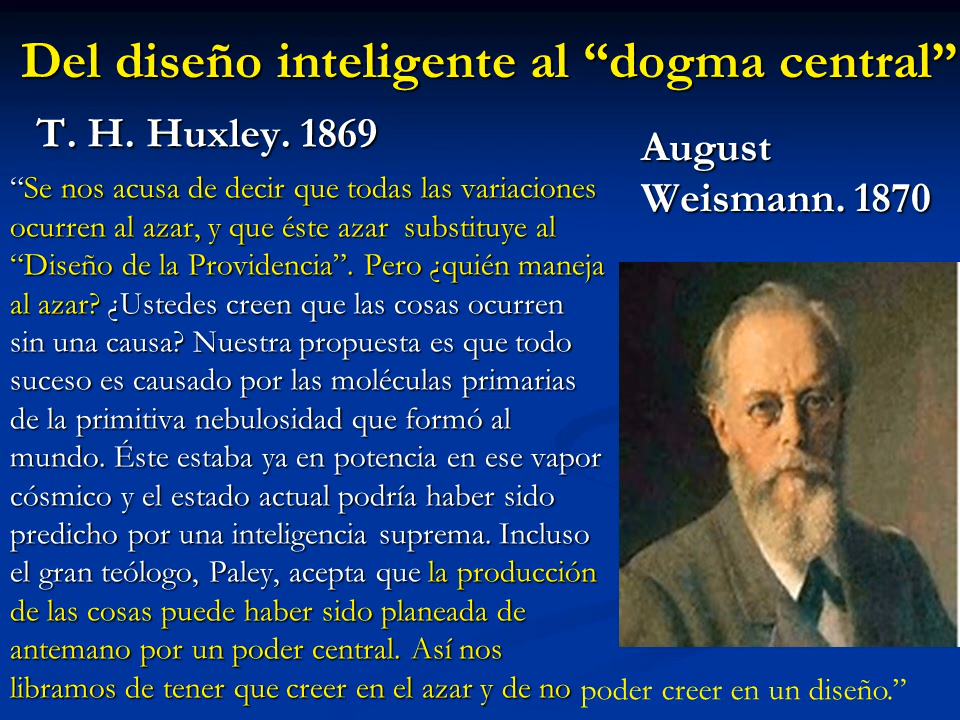 Del diseño inteligente al “dogma central”
T. H. Huxley. 1869
“Se nos acusa de decir que todas las variaciones
ocurren al azar, y que éste azar substituye al
“Diseño de la Providencia”. Pero ¿quién maneja
al azar? ¿Ustedes creen que las cosas ocurren
sin una causa? Nuestra propuesta es que todo
suceso es causado por las moléculas primarias
de la primitiva nebulosidad que formó al
mundo. Éste estaba ya en potencia en ese vapor
cósmico y el estado actual podría haber sido
predicho por una inteligencia suprema. Incluso
el gran teólogo, Paley, acepta que la producción
de las cosas puede haber sido planeada de
antemano por un poder central. Así nos
libramos de tener que creer en el azar y de no poder creer en un diseño.”
August
Weismann. 1870